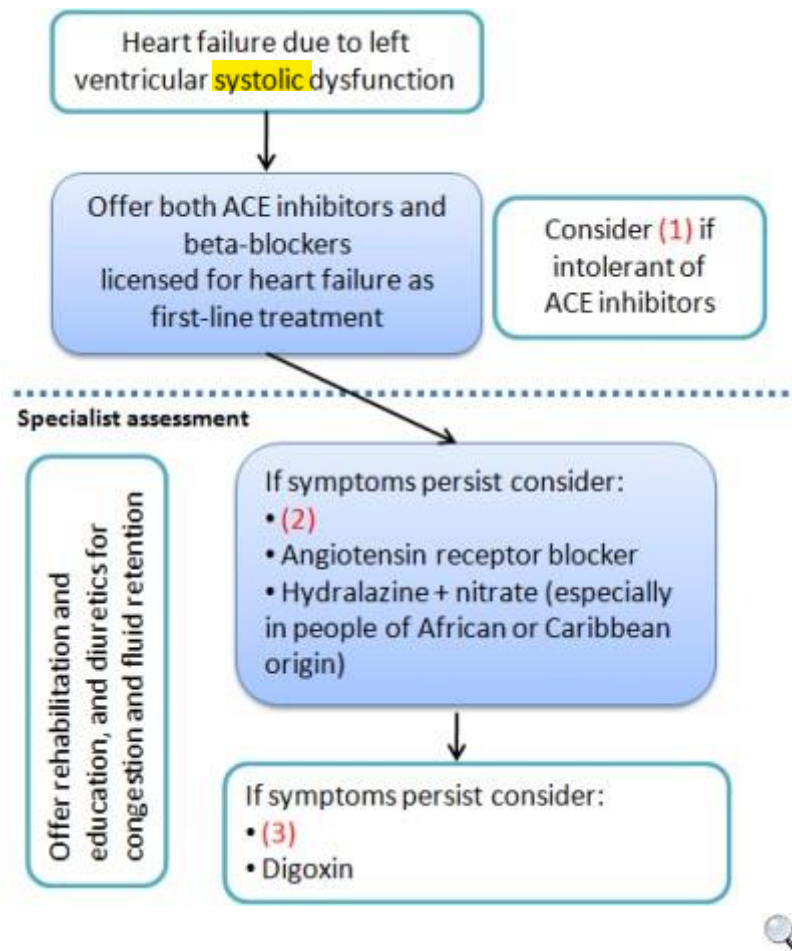 Heart failure due to left
ventricular systolic dysfunction
Offer both ACE inhibitors and
beta-blockers
licensed for heart failure as
first-line treatment
Consider (1) if
intolerant of
ACE inhibitors
Specialist assessment
Offer rehabilitation and
education, and diuretics for
congestion and fluid retention
If symptoms persist consider:
• (2)
• Angiotensin receptor blocker
• Hydralazine + nitrate (especially
in people of African or Caribbean
origin)
If symptoms persist consider:
• (3)
• Digoxin